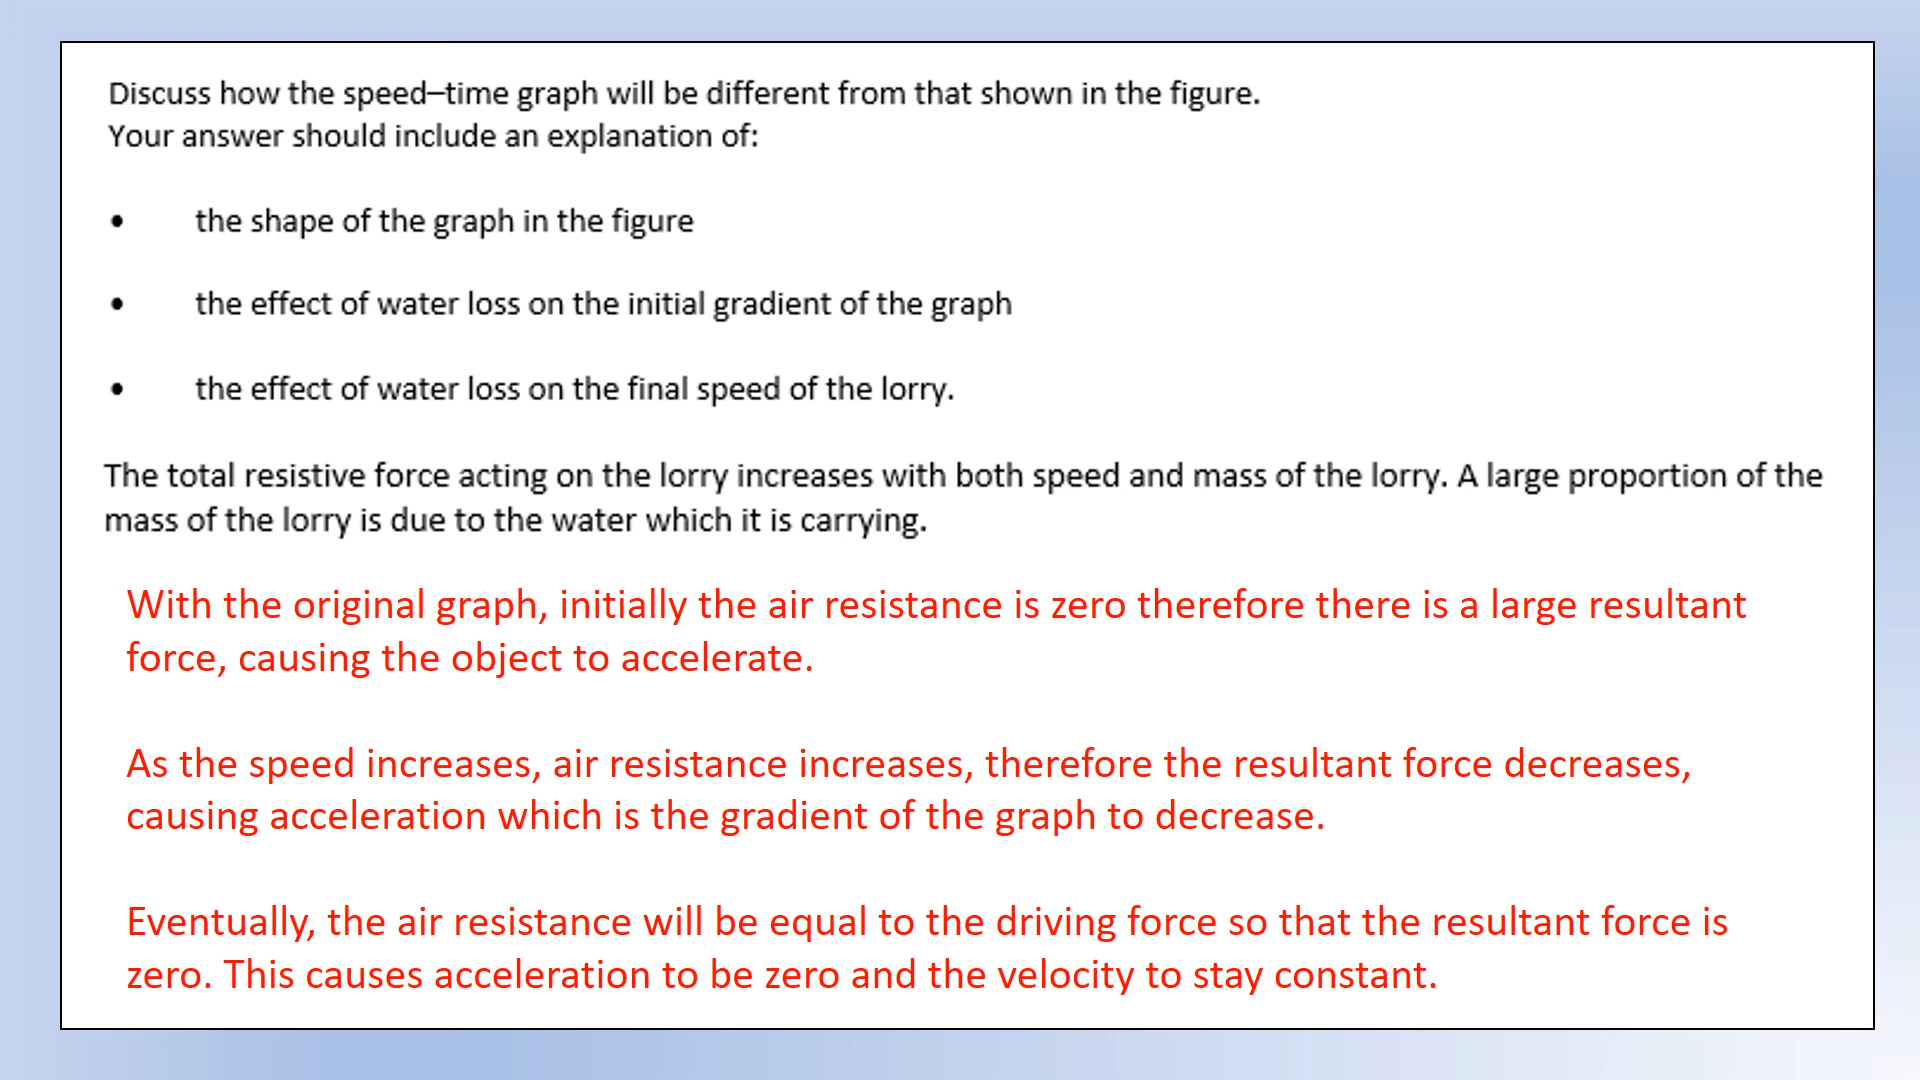 Discuss how the speed–time graph will be different from that shown in the figure.
Your answer should include an explanation of:
• the shape of the graph in the figure
• the effect of water loss on the initial gradient of the graph
• the effect of water loss on the final speed of the lorry.
The total resistive force acting on the lorry increases with both speed and mass of the lorry. A large proportion of the
mass of the lorry is due to the water which it is carrying.
With the original graph, initially the air resistance is zero therefore there is a large resultant
force, causing the object to accelerate.
As the speed increases, air resistance increases, therefore the resultant force decreases,
causing acceleration which is the gradient of the graph to decrease.
Eventually, the air resistance will be equal to the driving force so that the resultant force is
zero. This causes acceleration to be zero and the velocity to stay constant.